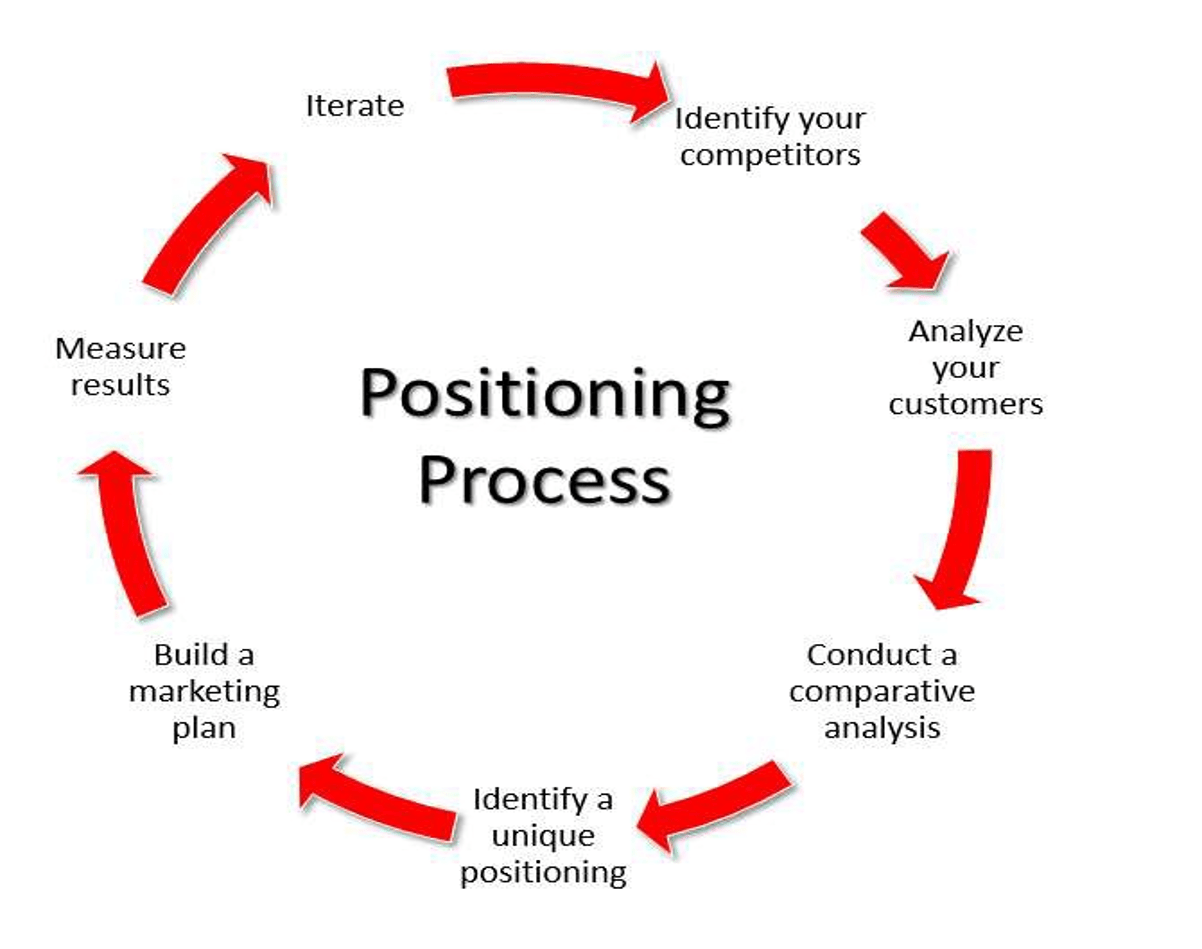 Iterate
Identify your
competitors
Analyze
your
customers
Conduct a
comparative
analysis
Identify a
unique
positioning
Build a
marketing
plan
Measure
results
Positioning
Process